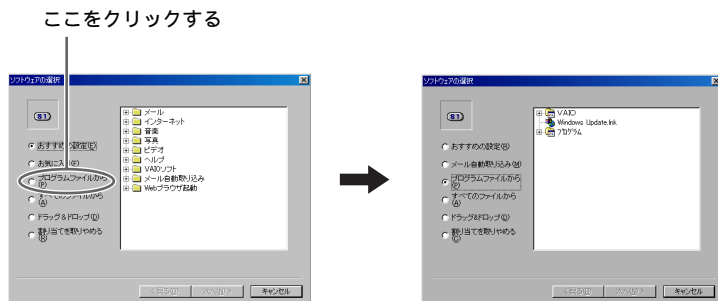 ここをクリックする
ソフトウェアの選択
S1
おすすめの設定(E)
お気に入り(F)
プログラムファイルから
(P)
すべてのファイルから
(A)
ドラッグ&ドロップ(D)
割り当てを取りやめる
(R)
メール
インターネット
音楽
写真
ビデオ
ヘルプ
VAIOソフト
メール自動取り込み
Webブラウザ起動
キャンセル
ソフトウェアの選択
S1
おすすめの設定(R)
メール自動取り込み(M)
プログラムファイルから
(P)
すべてのファイルから
(A)
ドラッグ&ドロップ(D)
割り当てを取りやめる
(C)
VAIO
Windows Update.lnk
プログラム
キャンセル